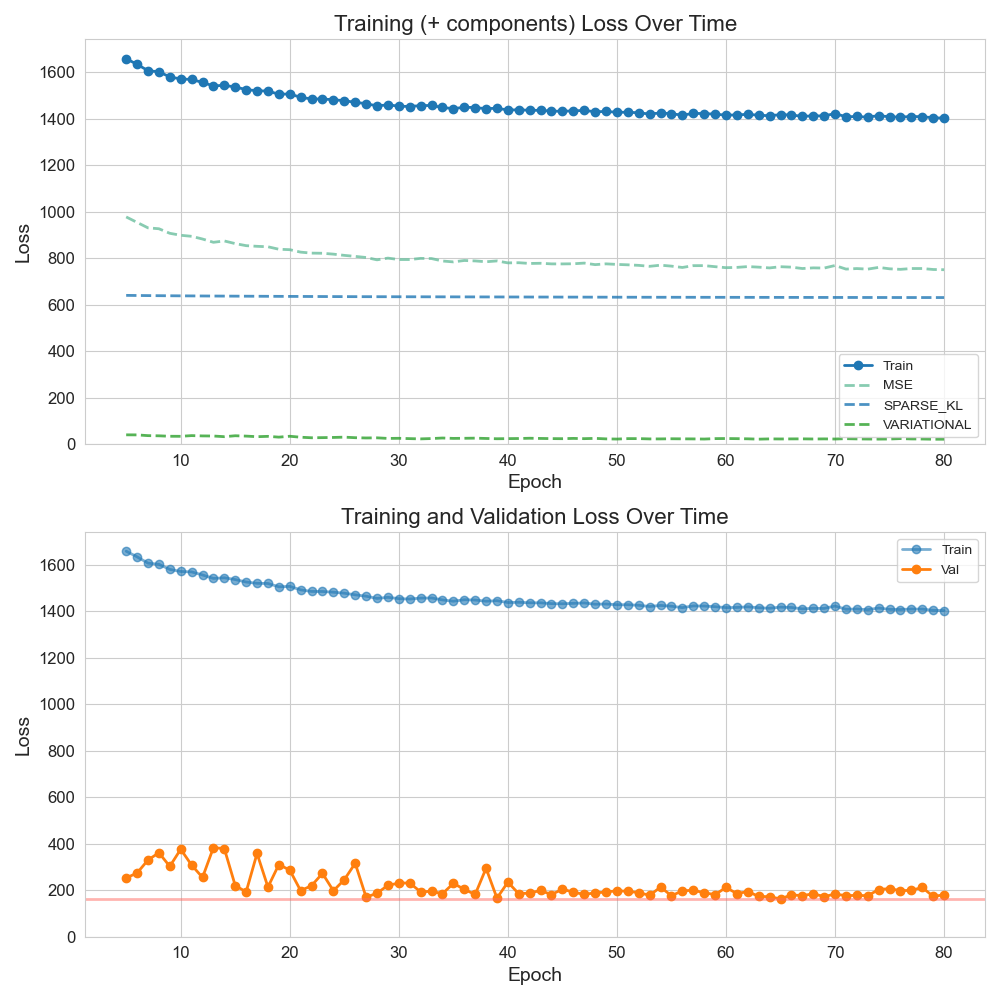 Training (+ components) Loss Over Time
1600
1400
1200
1000
800
600
400
200
0
Loss
Train
MSE
SPARSE_KL
VARIATIONAL
10 20 30 40 50 60 70 80
Epoch
Training and Validation Loss Over Time
1600
1400
1200
1000
800
600
400
200
0
Loss
Train
Val
10 20 30 40 50 60 70 80
Epoch